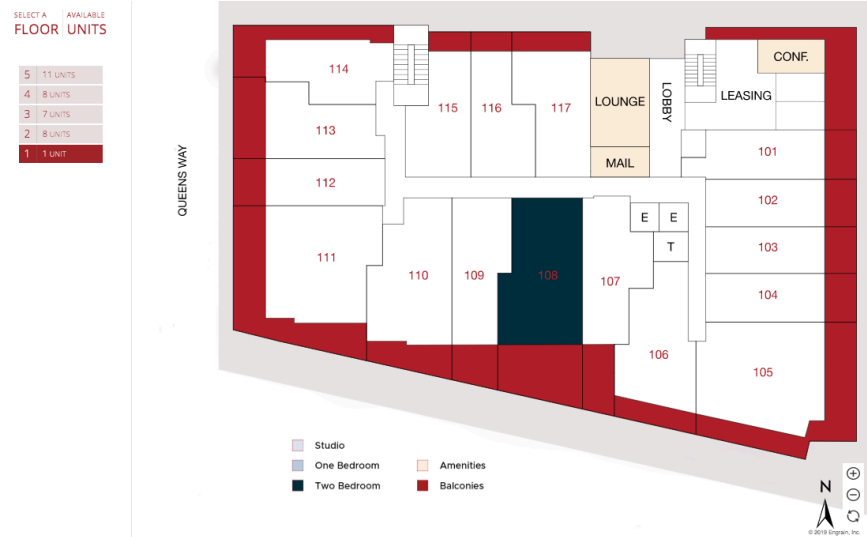 SELECT A
FLOOR
AVAILABLE
UNITS
5 11 UNITS
4 8 UNITS
3 7 UNITS
2 8 UNITS
1 1 UNIT
QUEENS WAY
114
115
116
117
LOUNGE
MAIL
LOBBY
LEASING
CONF.
113
112
111
110
109
108
107
106
E
E
T
101
102
103
104
105
Studio
One Bedroom
Two Bedroom
Amenities
Balconies
N
© 2019 Engrain, Inc.